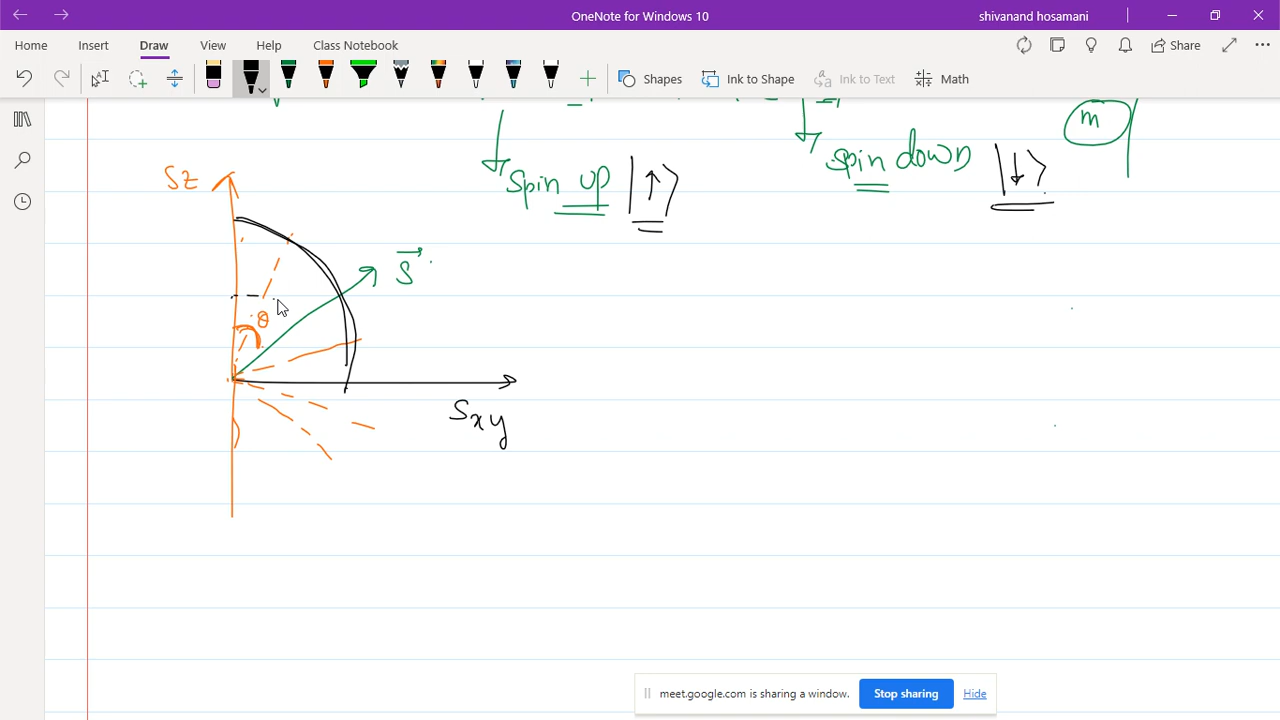 OneNote for Windows 10
shivanand hosamani
Home Insert Draw View Help Class Notebook
Share
Shapes
Ink to Shape
Ink to Text
Math
m
spin up |↑⟩
spin down |↓⟩
Sz
S
θ
Sxy
meet.google.com is sharing a window.
Stop sharing
Hide